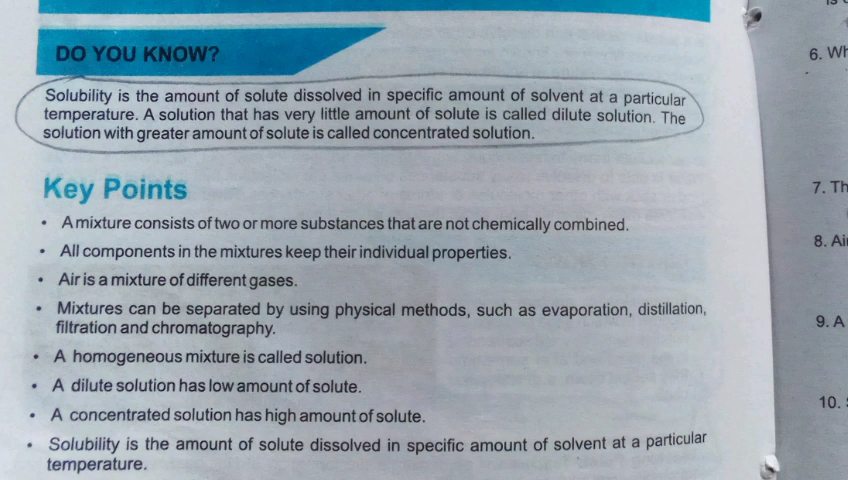 DO YOU KNOW?
Solubility is the amount of solute dissolved in specific amount of solvent at a particular
temperature. A solution that has very little amount of solute is called dilute solution. The
solution with greater amount of solute is called concentrated solution.
Key Points
• A mixture consists of two or more substances that are not chemically combined.
• All components in the mixtures keep their individual properties.
• Air is a mixture of different gases.
• Mixtures can be separated by using physical methods, such as evaporation, distillation,
filtration and chromatography.
• A homogeneous mixture is called solution.
• A dilute solution has low amount of solute.
• A concentrated solution has high amount of solute.
• Solubility is the amount of solute dissolved in specific amount of solvent at a particular
temperature.
6. Wh
7. Th
8. Air
9. A
10.